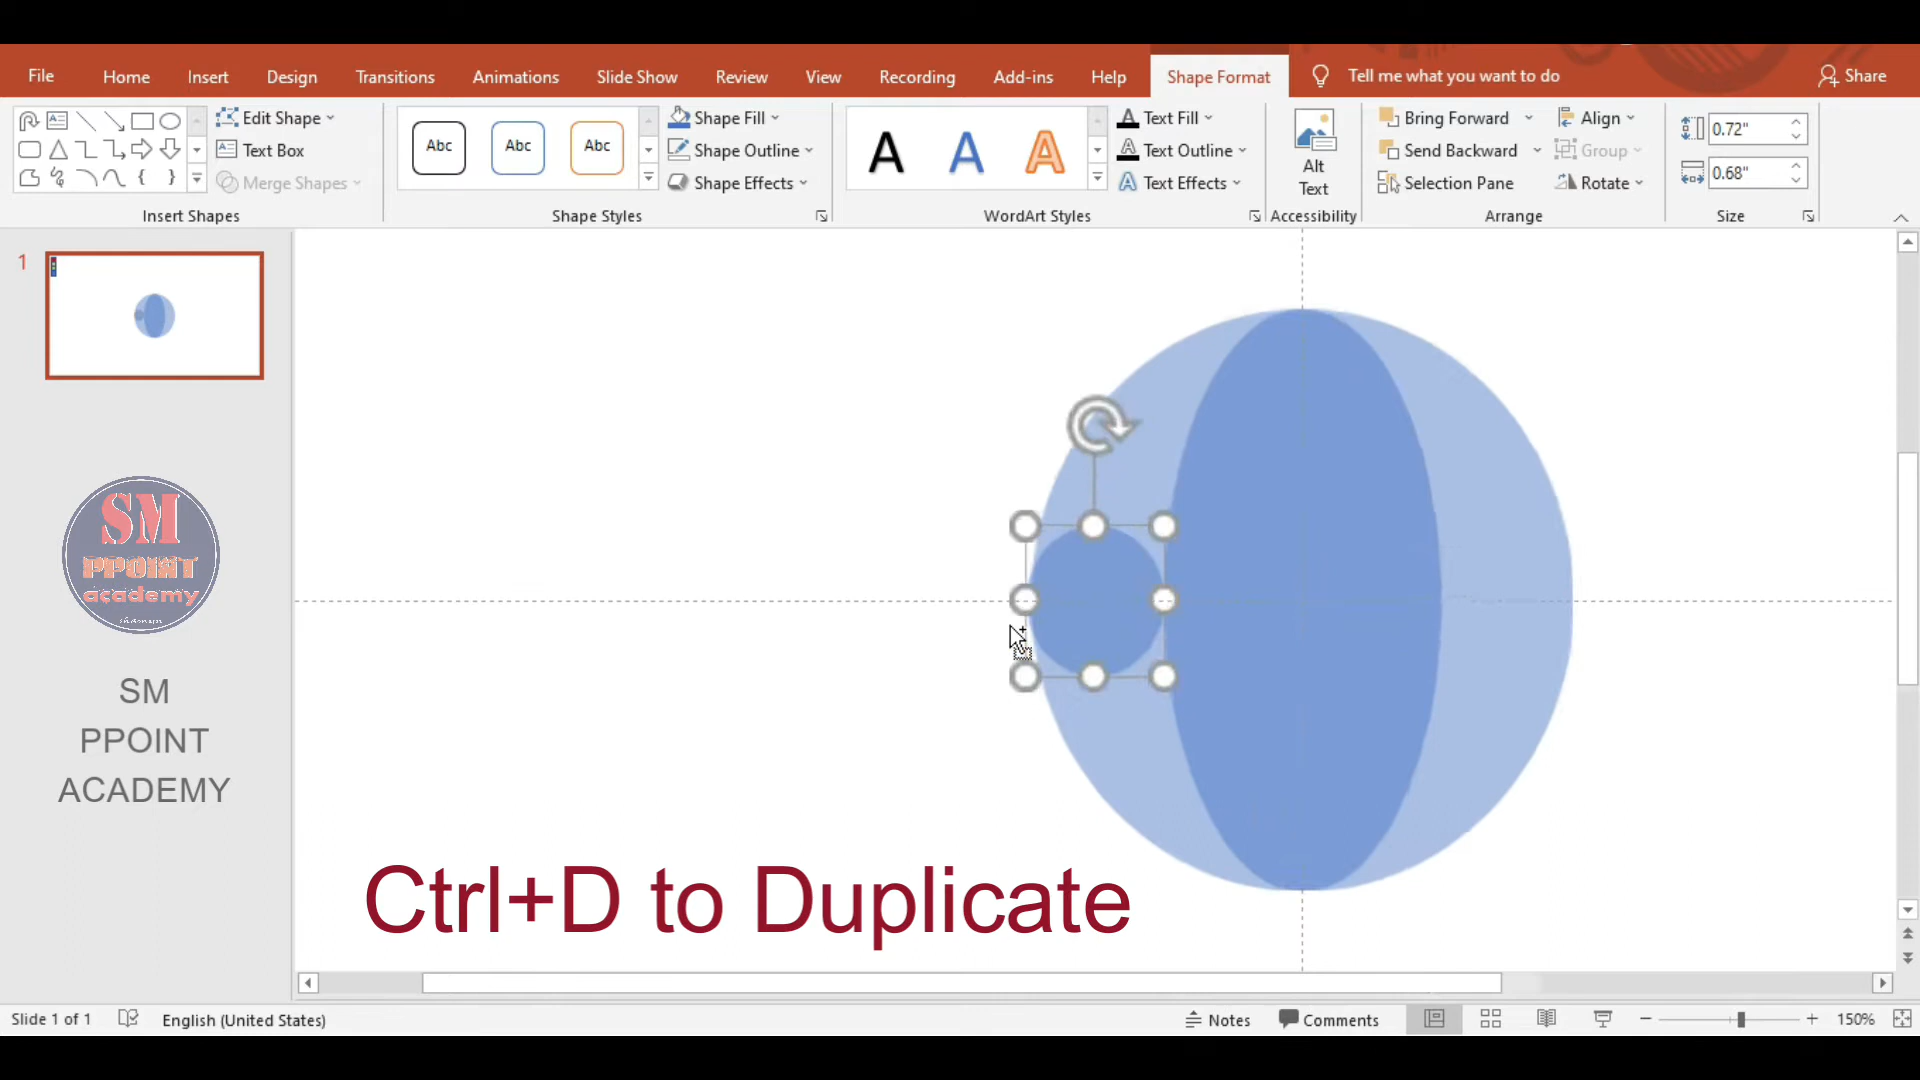 File Home Insert Design Transitions Animations Slide Show Review View Recording Add-ins Help Shape Format Tell me what you want to do Share
Edit Shape
Text Box
Merge Shapes
Insert Shapes
Abc Abc Abc
Shape Fill
Shape Outline
Shape Effects
Shape Styles
A A A
Text Fill
Text Outline
Text Effects
WordArt Styles
Alt
Text
Accessibility
Bring Forward
Send Backward
Selection Pane
Align
Group
Rotate
Arrange
0.72"
0.68"
Size
1
SM
PPOINT
academy
SM
PPOINT
ACADEMY
Ctrl+D to Duplicate
Slide 1 of 1 English (United States) Notes Comments 150%